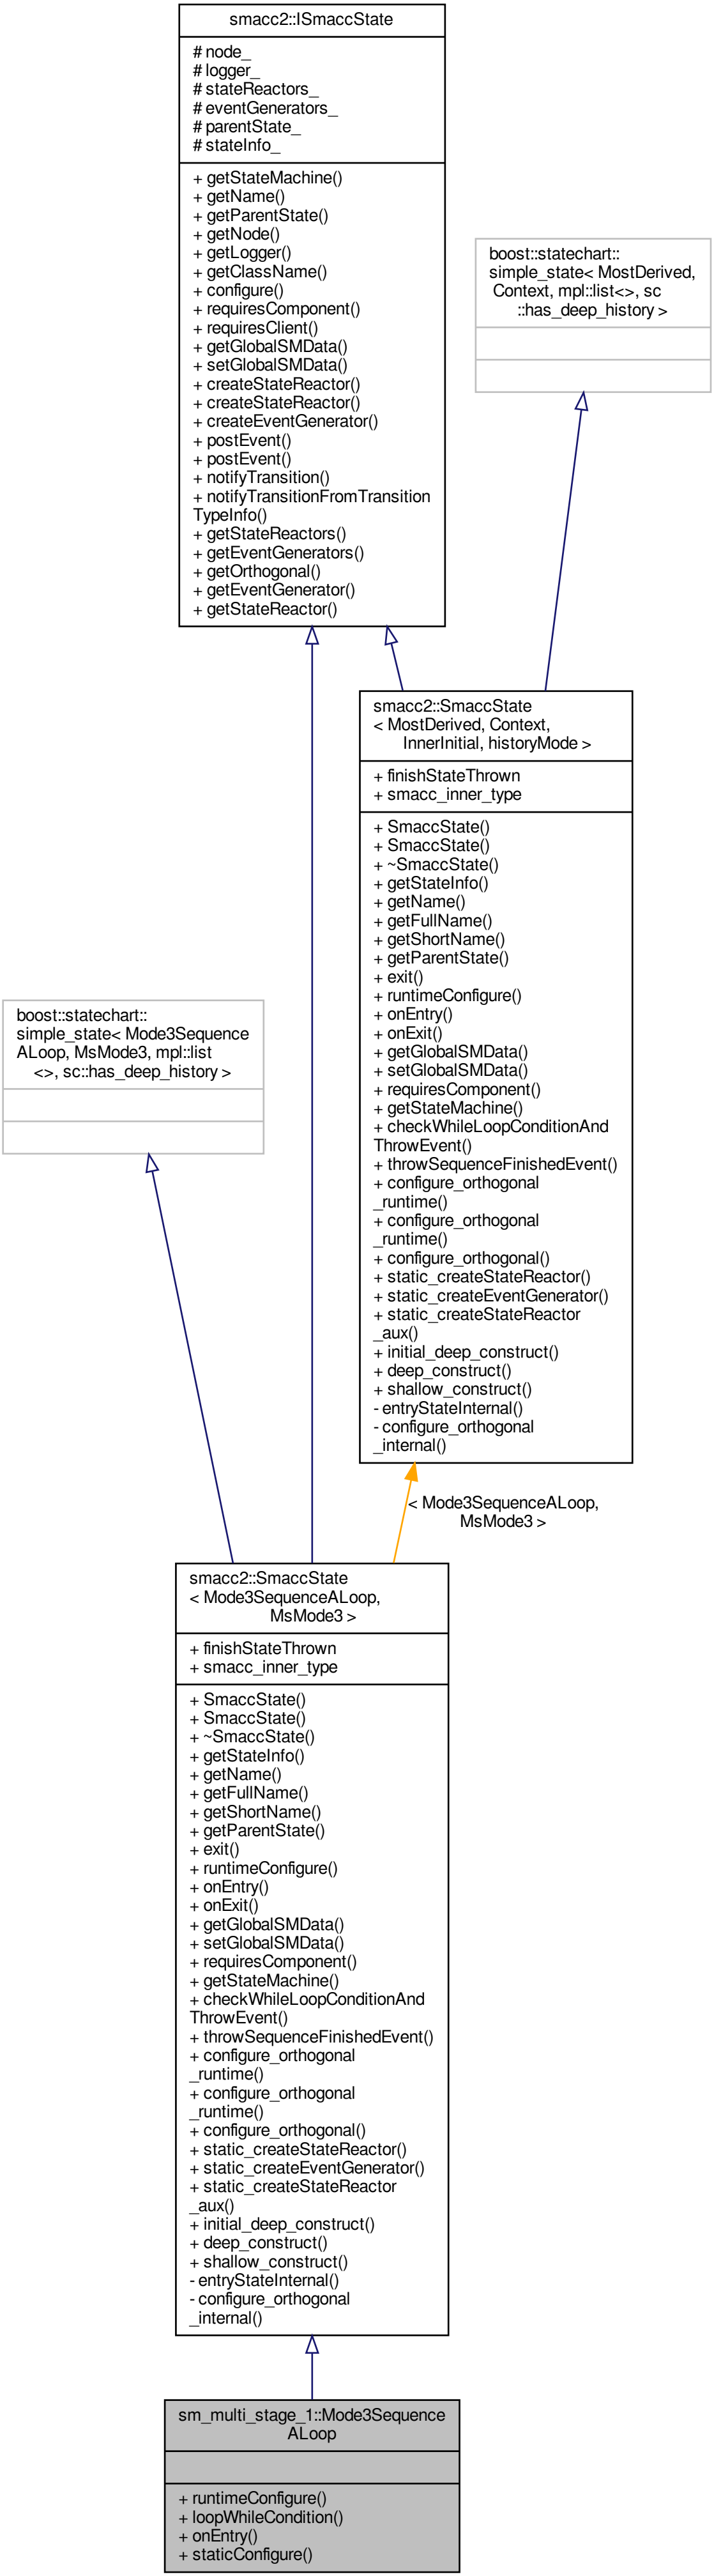 smacc2::ISmaccState
# node_
# logger_
# stateReactors_
# eventGenerators_
# parentState_
# stateInfo_
+ getStateMachine()
+ getName()
+ getParentState()
+ getNode()
+ getLogger()
+ getClassName()
+ configure()
+ requiresComponent()
+ requiresClient()
+ getGlobalSMData()
+ setGlobalSMData()
+ createStateReactor()
+ createStateReactor()
+ createEventGenerator()
+ postEvent()
+ postEvent()
+ notifyTransition()
+ notifyTransitionFromTransition
TypeInfo()
+ getStateReactors()
+ getEventGenerators()
+ getOrthogonal()
+ getEventGenerator()
+ getStateReactor()
boost::statechart::
simple_state< MostDerived,
Context, mpl::list<>, sc
::has_deep_history >
smacc2::SmaccState
< MostDerived, Context,
InnerInitial, historyMode >
+ finishStateThrown
+ smacc_inner_type
+ SmaccState()
+ SmaccState()
+ ~SmaccState()
+ getStateInfo()
+ getName()
+ getFullName()
+ getShortName()
+ getParentState()
+ exit()
+ runtimeConfigure()
+ onEntry()
+ onExit()
+ getGlobalSMData()
+ setGlobalSMData()
+ requiresComponent()
+ getStateMachine()
+ checkWhileLoopConditionAnd
ThrowEvent()
+ throwSequenceFinishedEvent()
+ configure_orthogonal
_runtime()
+ configure_orthogonal
_runtime()
+ configure_orthogonal()
+ static_createStateReactor()
+ static_createEventGenerator()
+ static_createStateReactor
_aux()
+ initial_deep_construct()
+ deep_construct()
+ shallow_construct()
- entryStateInternal()
- configure_orthogonal
_internal()
boost::statechart::
simple_state< Mode3Sequence
ALoop, MsMode3, mpl::list
<>, sc::has_deep_history >
< Mode3SequenceALoop,
MsMode3 >
smacc2::SmaccState
< Mode3SequenceALoop,
MsMode3 >
+ finishStateThrown
+ smacc_inner_type
+ SmaccState()
+ SmaccState()
+ ~SmaccState()
+ getStateInfo()
+ getName()
+ getFullName()
+ getShortName()
+ getParentState()
+ exit()
+ runtimeConfigure()
+ onEntry()
+ onExit()
+ getGlobalSMData()
+ setGlobalSMData()
+ requiresComponent()
+ getStateMachine()
+ checkWhileLoopConditionAnd
ThrowEvent()
+ throwSequenceFinishedEvent()
+ configure_orthogonal
_runtime()
+ configure_orthogonal
_runtime()
+ configure_orthogonal()
+ static_createStateReactor()
+ static_createEventGenerator()
+ static_createStateReactor
_aux()
+ initial_deep_construct()
+ deep_construct()
+ shallow_construct()
- entryStateInternal()
- configure_orthogonal
_internal()
sm_multi_stage_1::Mode3Sequence
ALoop
+ runtimeConfigure()
+ loopWhileCondition()
+ onEntry()
+ staticConfigure()